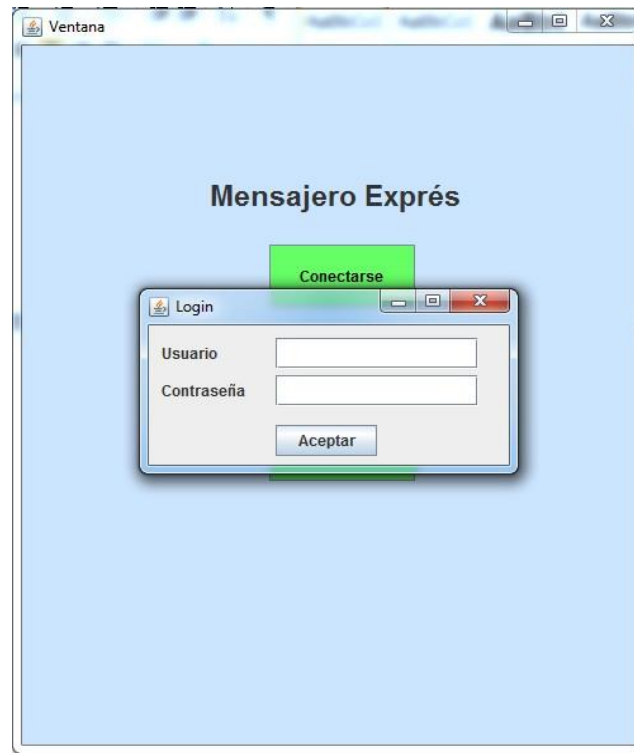 Ventana
Mensajero Exprés
Conectarse
Login
Usuario
Contraseña
Aceptar